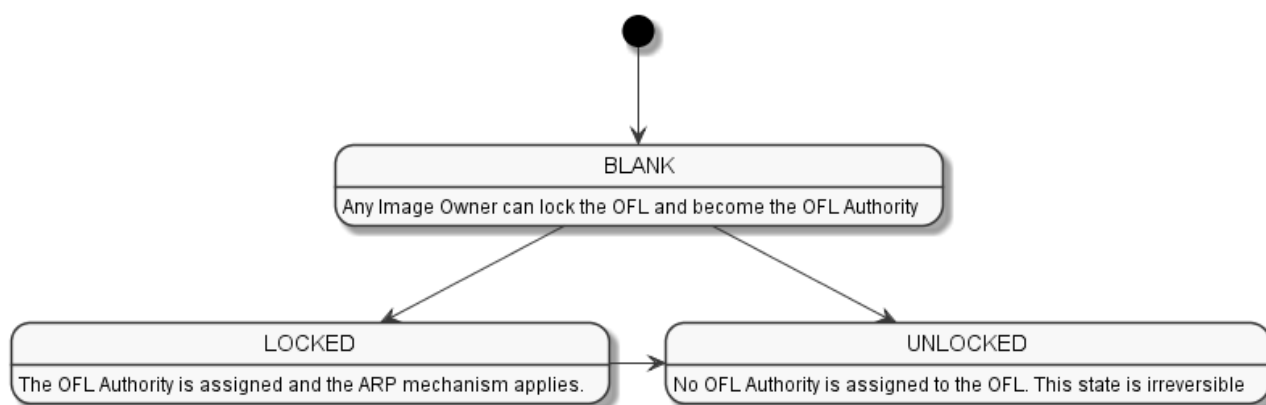 BLANK
Any Image Owner can lock the OFL and become the OFL Authority
LOCKED
The OFL Authority is assigned and the ARP mechanism applies.
UNLOCKED
No OFL Authority is assigned to the OFL. This state is irreversible